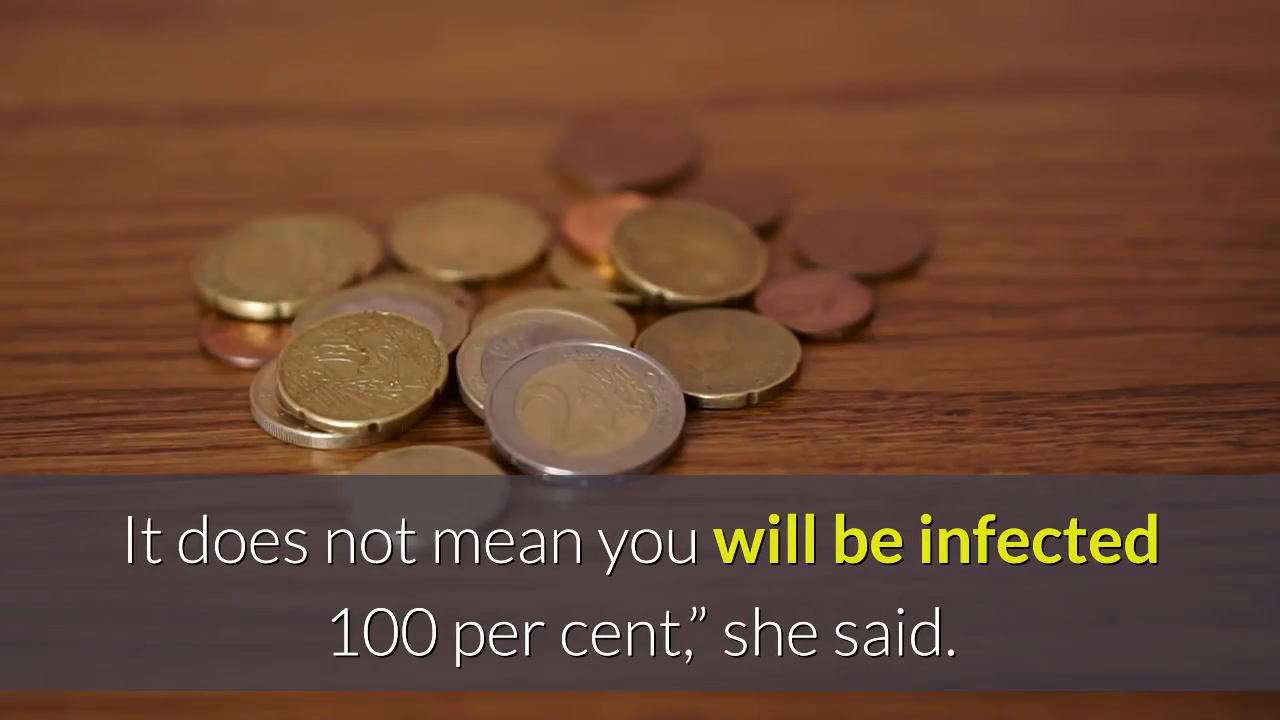 It does not mean you will be infected
100 per cent,” she said.